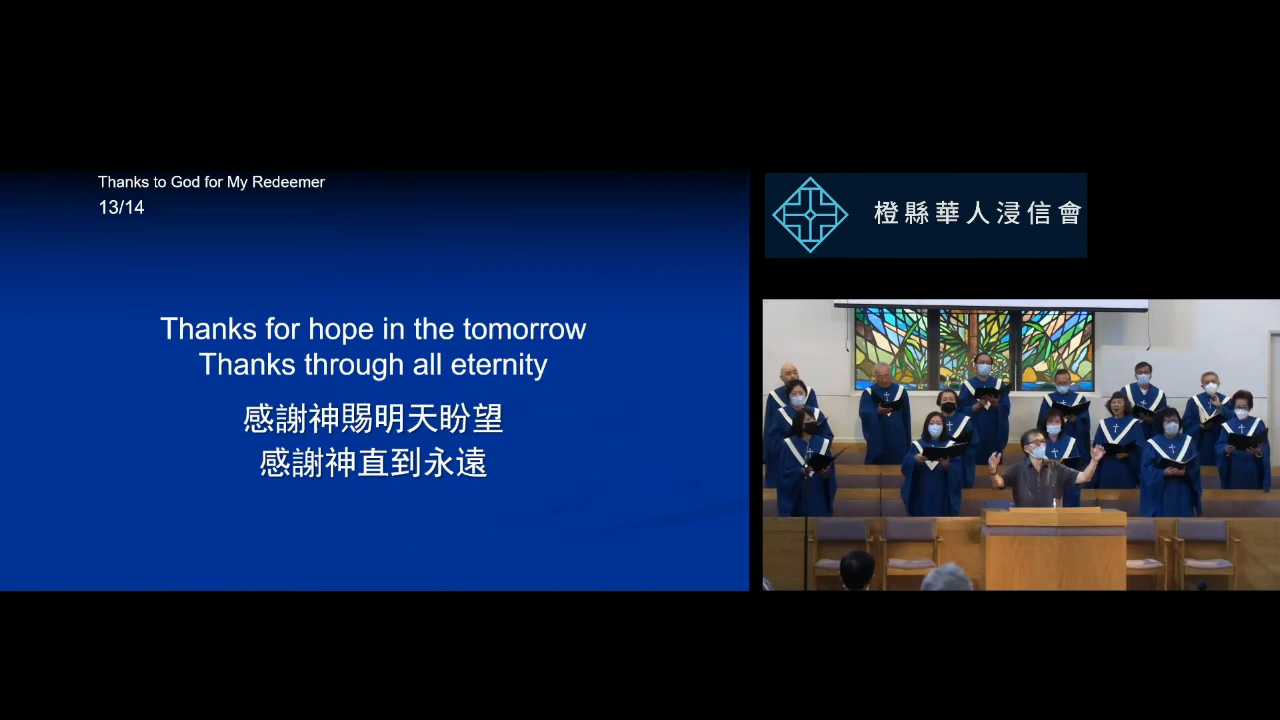 Thanks to God for My Redeemer
13/14
Thanks for hope in the tomorrow
Thanks through all eternity
感謝神賜明天盼望
感謝神直到永遠
橙縣華人浸信會